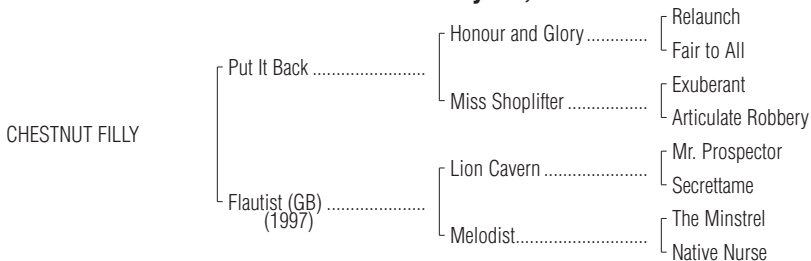 Relaunch
Honour and Glory .............
Fair to All
Put It Back ........................
Exuberant
Miss Shoplifter .................
Articulate Robbery
CHESTNUT FILLY
Mr. Prospector
Lion Cavern ......................
Secrettame
Flautist (GB) .....................
(1997)
The Minstrel
Melodist............................
Native Nurse